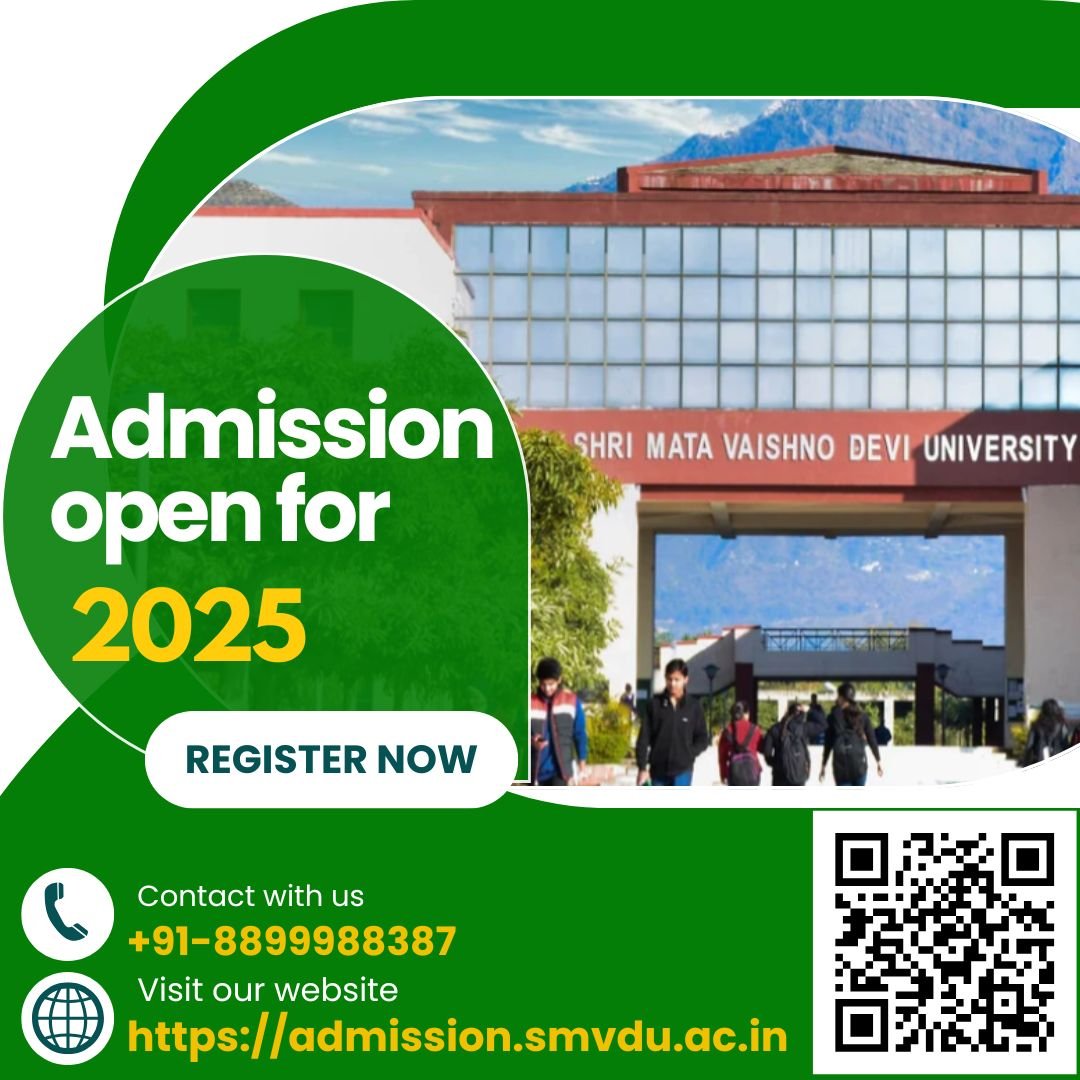 SHRI MATA VAISHNO DEVI UNIVERSITY
Admission
open for
2025
REGISTER NOW
Contact with us
+91-8899988387
Visit our website
https://admission.smvdu.ac.in